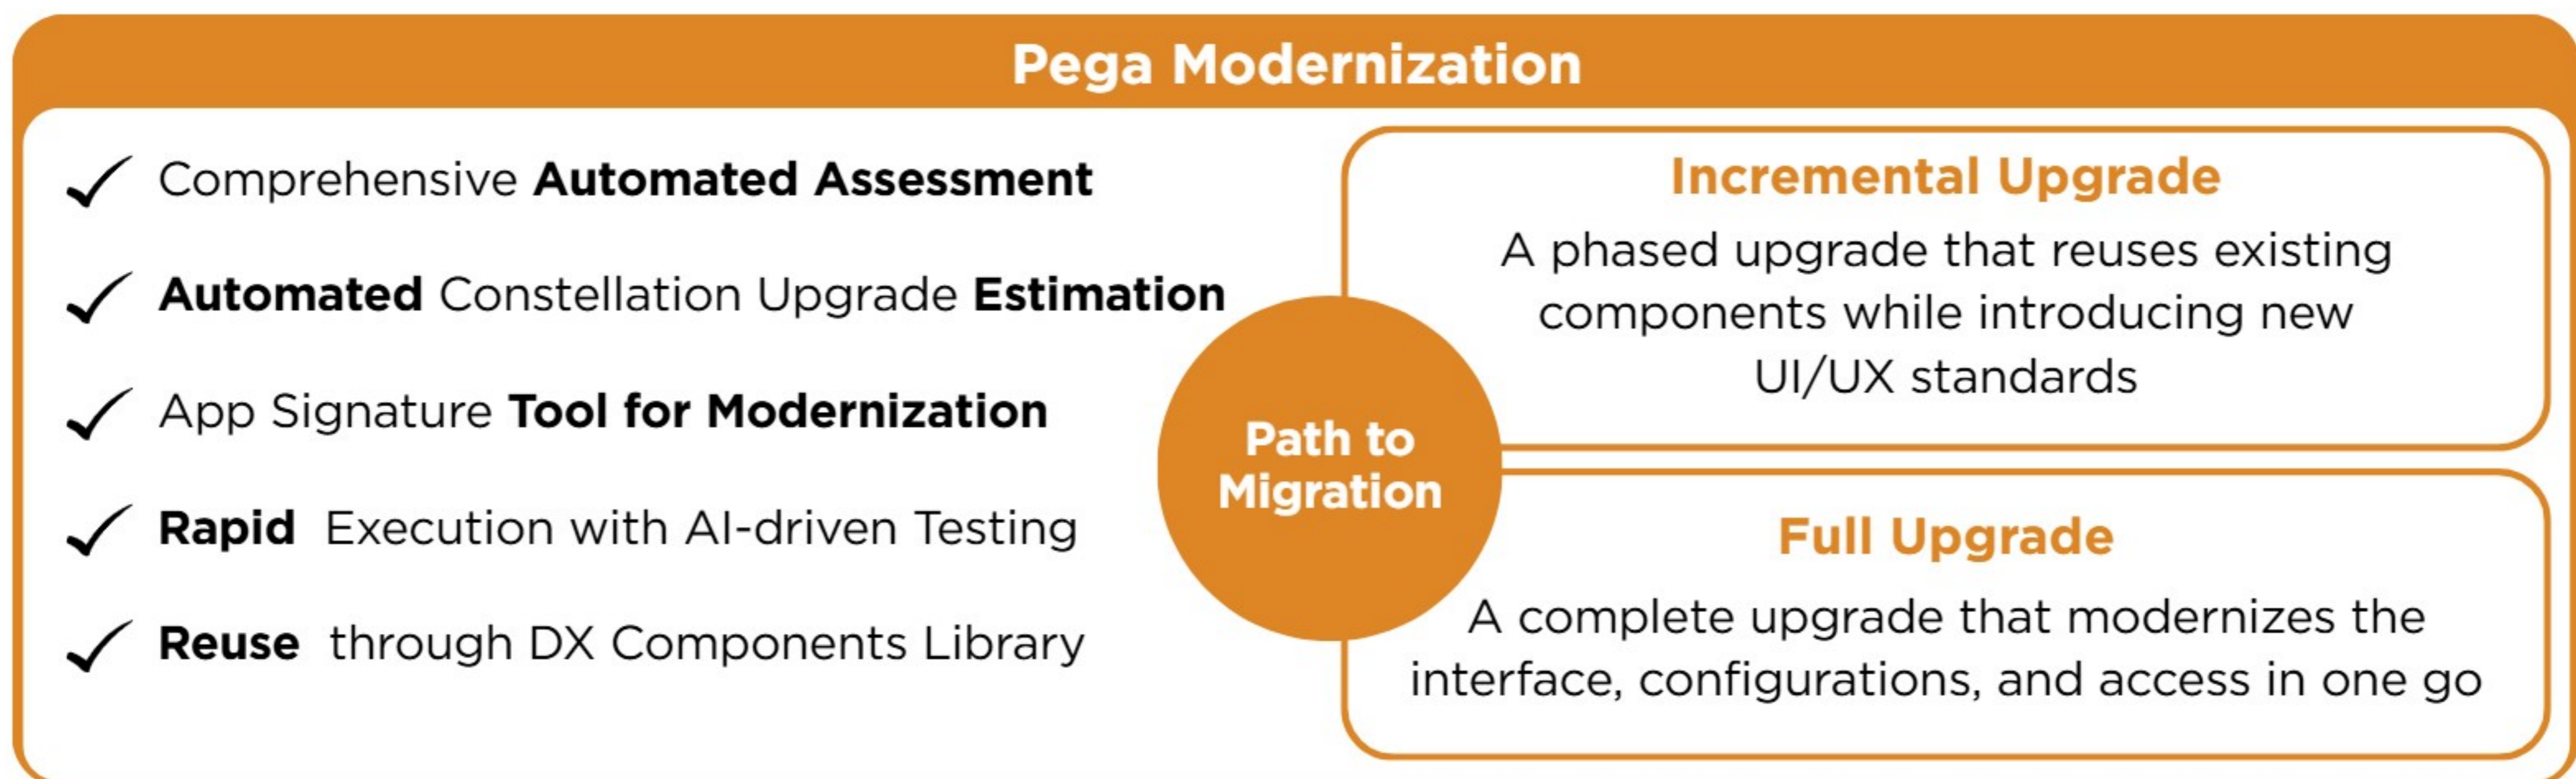 Pega Modernization
Comprehensive Automated Assessment
Automated Constellation Upgrade Estimation
App Signature Tool for Modernization
Rapid Execution with AI-driven Testing
Reuse through DX Components Library
Path to
Migration
Incremental Upgrade
A phased upgrade that reuses existing
components while introducing new
UI/UX standards
Full Upgrade
A complete upgrade that modernizes the
interface, configurations, and access in one go